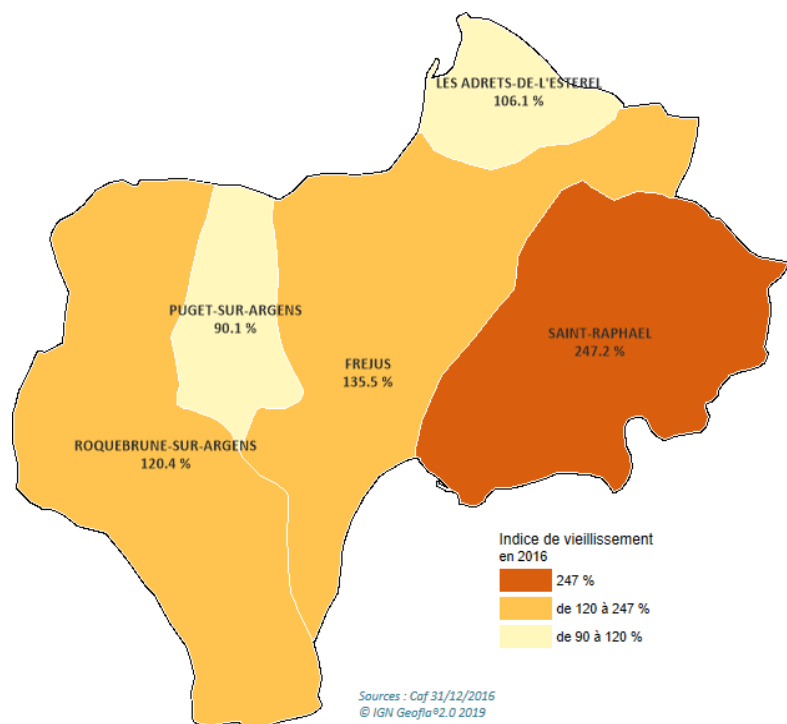 LES ADRETS-DE-L'ESTEREL
106.1 %
PUGET-SUR-ARGENS
90.1 %
SAINT-RAPHAEL
247.2 %
FREJUS
135.5 %
ROQUEBRUNE-SUR-ARGENS
120.4 %
Indice de vieillissement
en 2016
247 %
de 120 à 247 %
de 90 à 120 %
Sources : Caf 31/12/2016
© IGN Geofla®2.0 2019